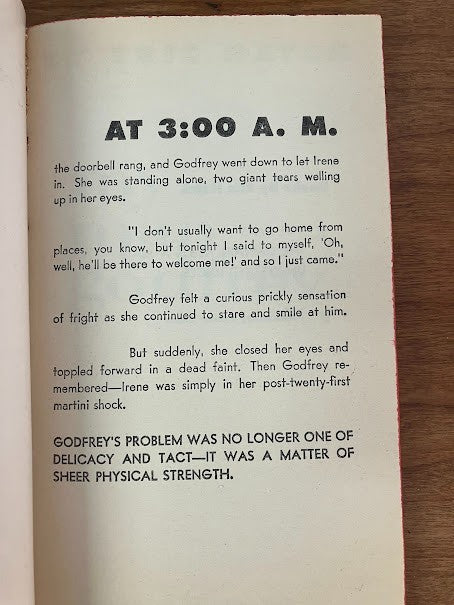 AT 3:00 A. M.
the doorbell rang, and Godfrey went down to let Irene
in. She was standing alone, two giant tears welling
up in her eyes.
"I don't usually want to go home from
places, you know, but tonight I said to myself, 'Oh,
well, he'll be there to welcome me!' and so I just came."
Godfrey felt a curious prickly sensation
of fright as she continued to stare and smile at him.
But suddenly, she closed her eyes and
toppled forward in a dead faint. Then Godfrey re-
membered—Irene was simply in her post-twenty-first
martini shock.
GODFREY'S PROBLEM WAS NO LONGER ONE OF
DELICACY AND TACT—IT WAS A MATTER OF
SHEER PHYSICAL STRENGTH.